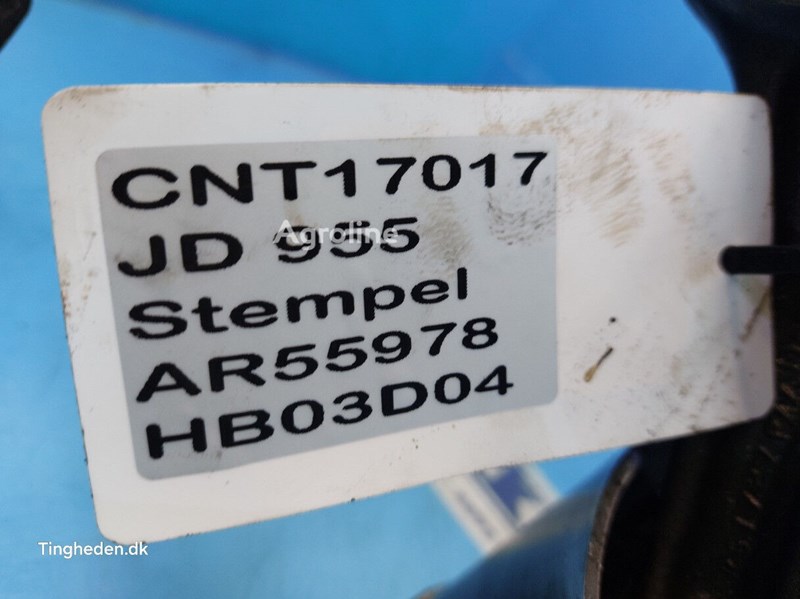 CNT17017
JD 955
Agroline
Stempel
AR55978
HB03D04
Tingheden.dk